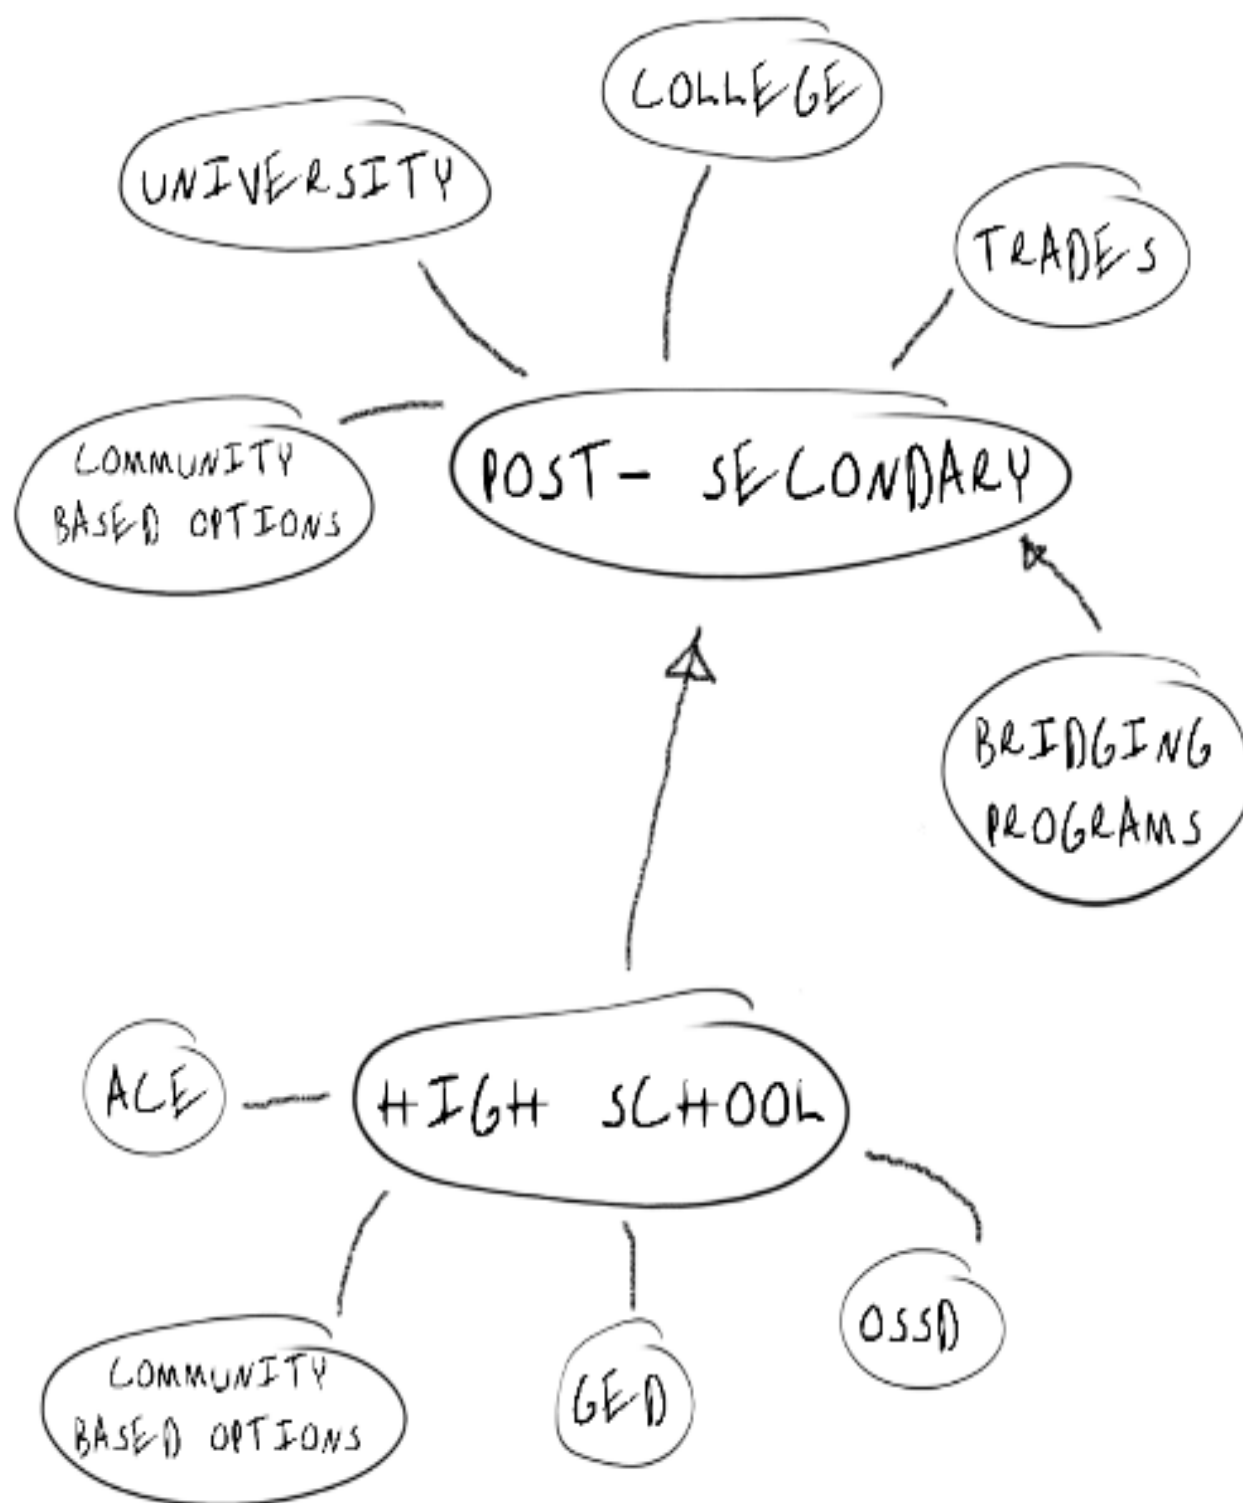 COLLEGE
UNIVERSITY
TRADES
COMMUNITY
BASED OPTIONS
POST- SECONDARY
BRIDGING
PROGRAMS
ACE
HIGH SCHOOL
OSSD
COMMUNITY
BASED OPTIONS
GED